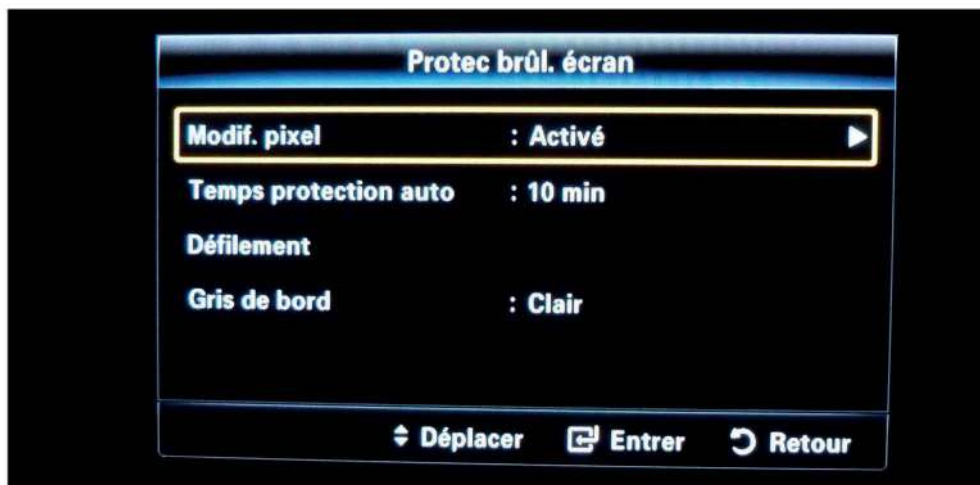 Protec brûl. écran
Modif. pixel : Activé
Temps protection auto : 10 min
Défilement
Gris de bord : Clair
Déplacer Entrer Retour